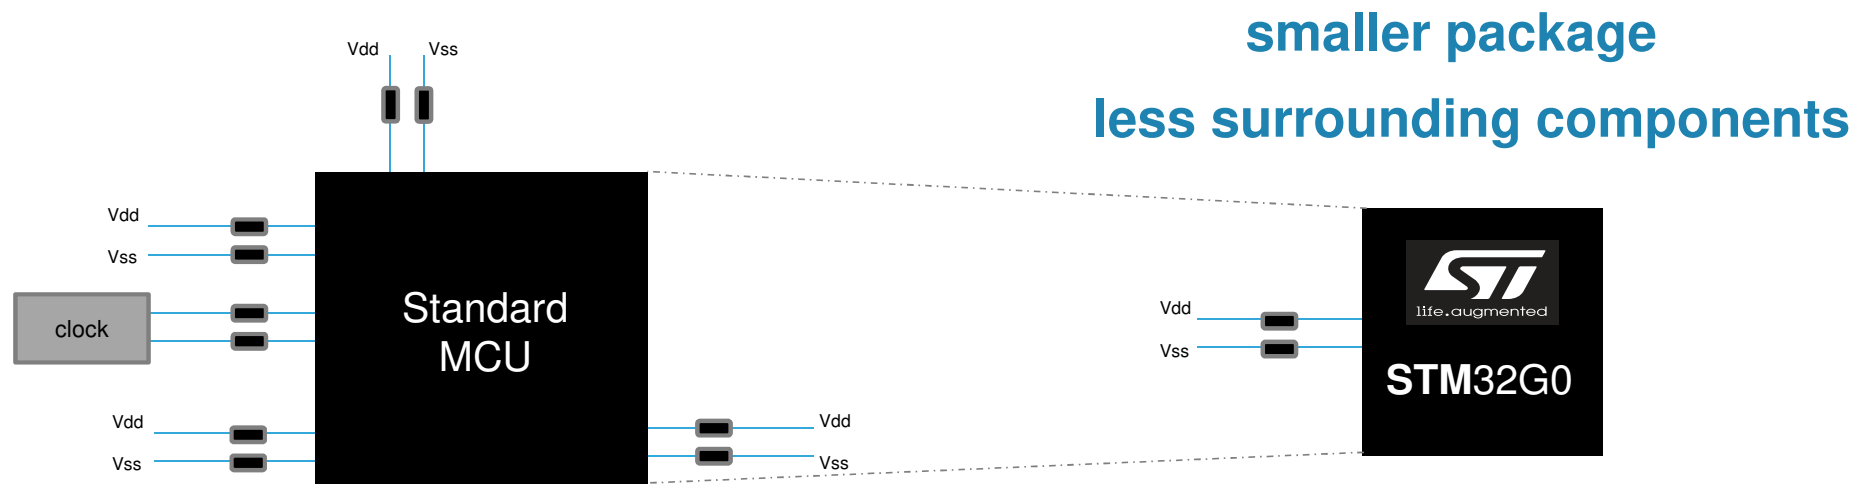 smaller package
less surrounding components
Vdd Vss
Vdd
Vss
clock
Standard
MCU
Vdd
Vss
Vdd
Vss
Vdd
Vss
ST
life.augmented
STM32G0